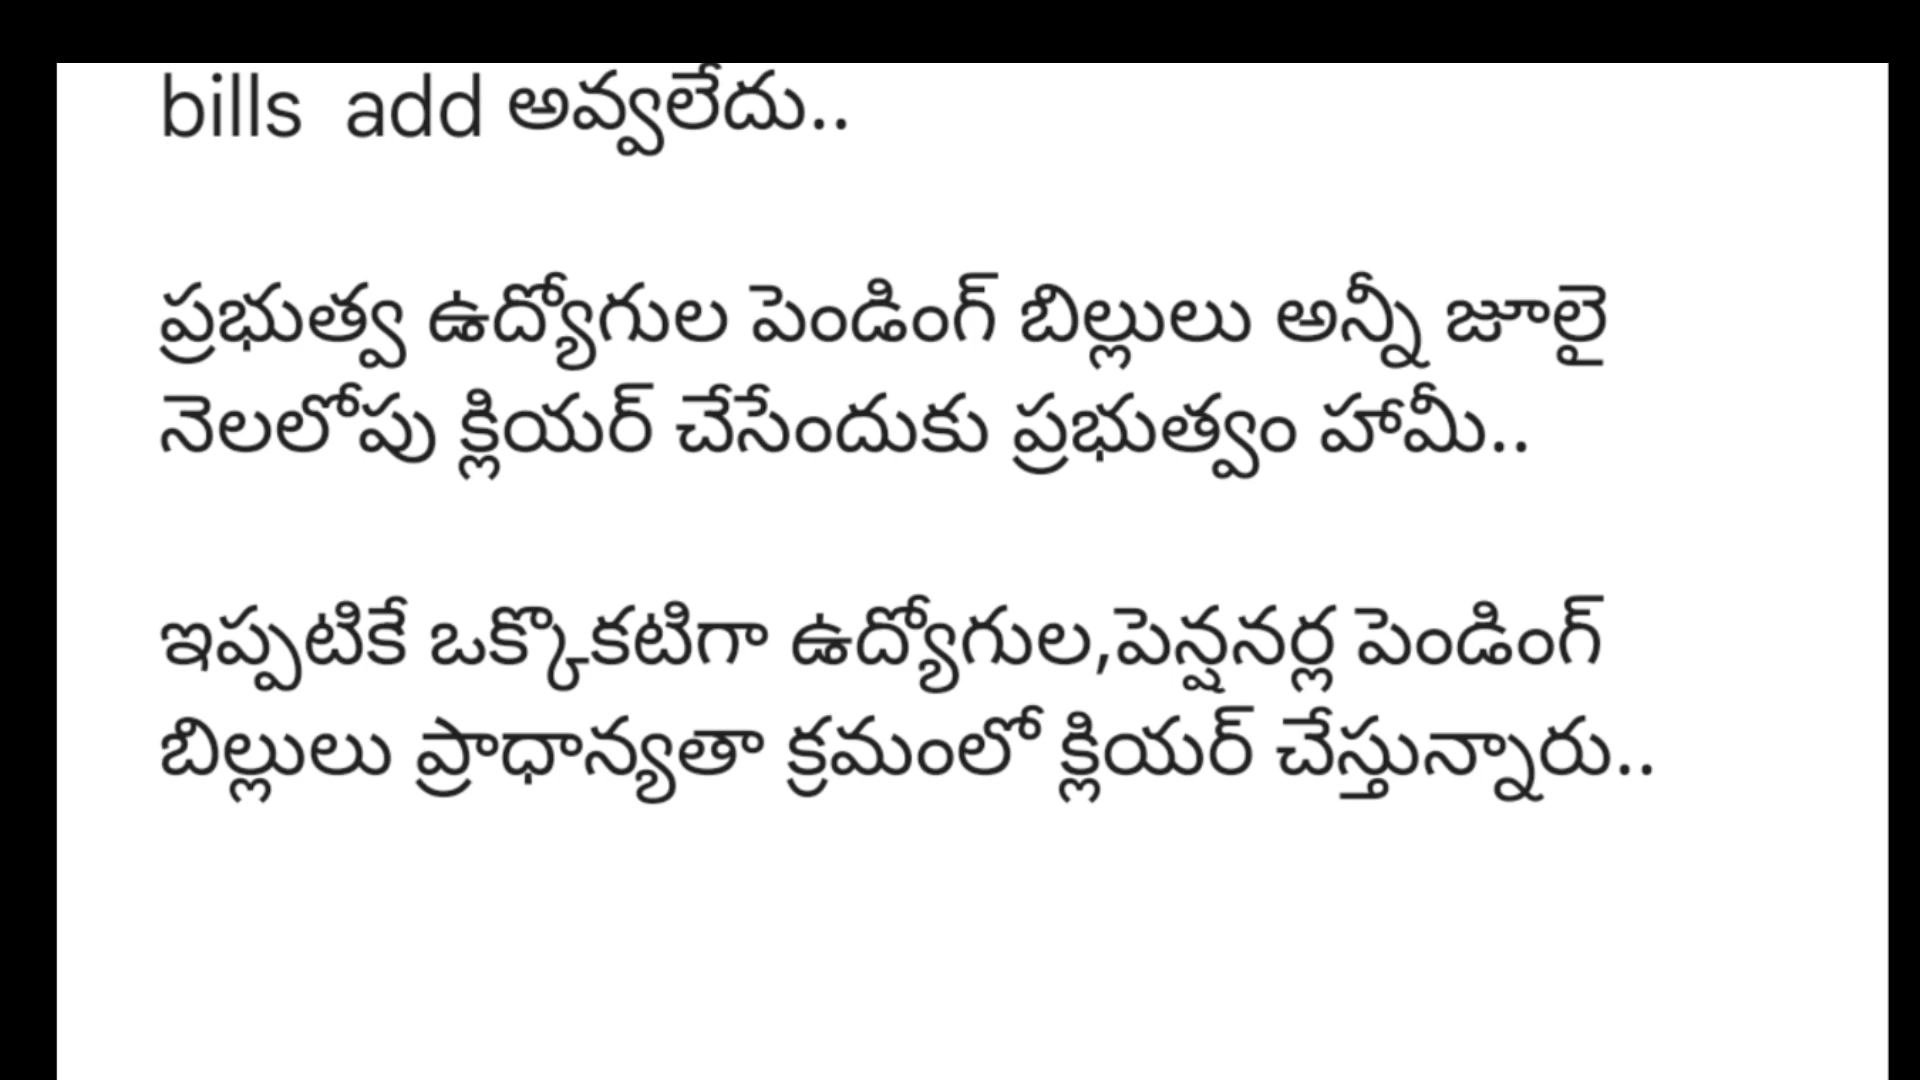 bills  add అవ్వలేదు..
ప్రభుత్వ ఉద్యోగుల పెండింగ్ బిల్లులు అన్నీ జూలై
నెలలోపు క్లియర్ చేసేందుకు ప్రభుత్వం హామీ..
ఇప్పటికే ఒక్కొకటిగా ఉద్యోగుల,పెన్షనర్ల పెండింగ్
బిల్లులు ప్రాధాన్యతా క్రమంలో క్లియర్ చేస్తున్నారు..